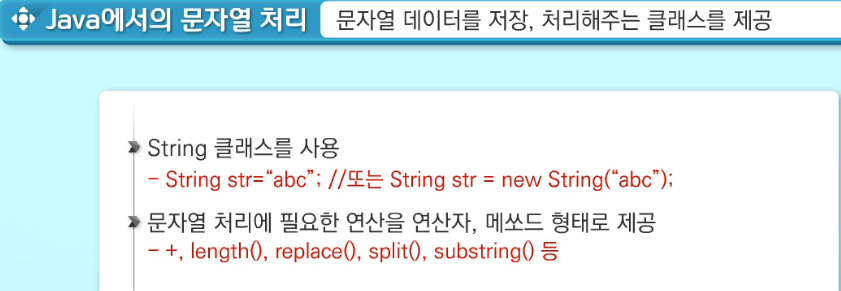 Java에서의 문자열 처리 문자열 데이터를 저장, 처리해주는 클래스를 제공
String 클래스를 사용
- String str=“abc”; //또는 String str = new String(“abc”);
문자열 처리에 필요한 연산을 연산자, 메쏘드 형태로 제공
- +, length(), replace(), split(), substring() 등